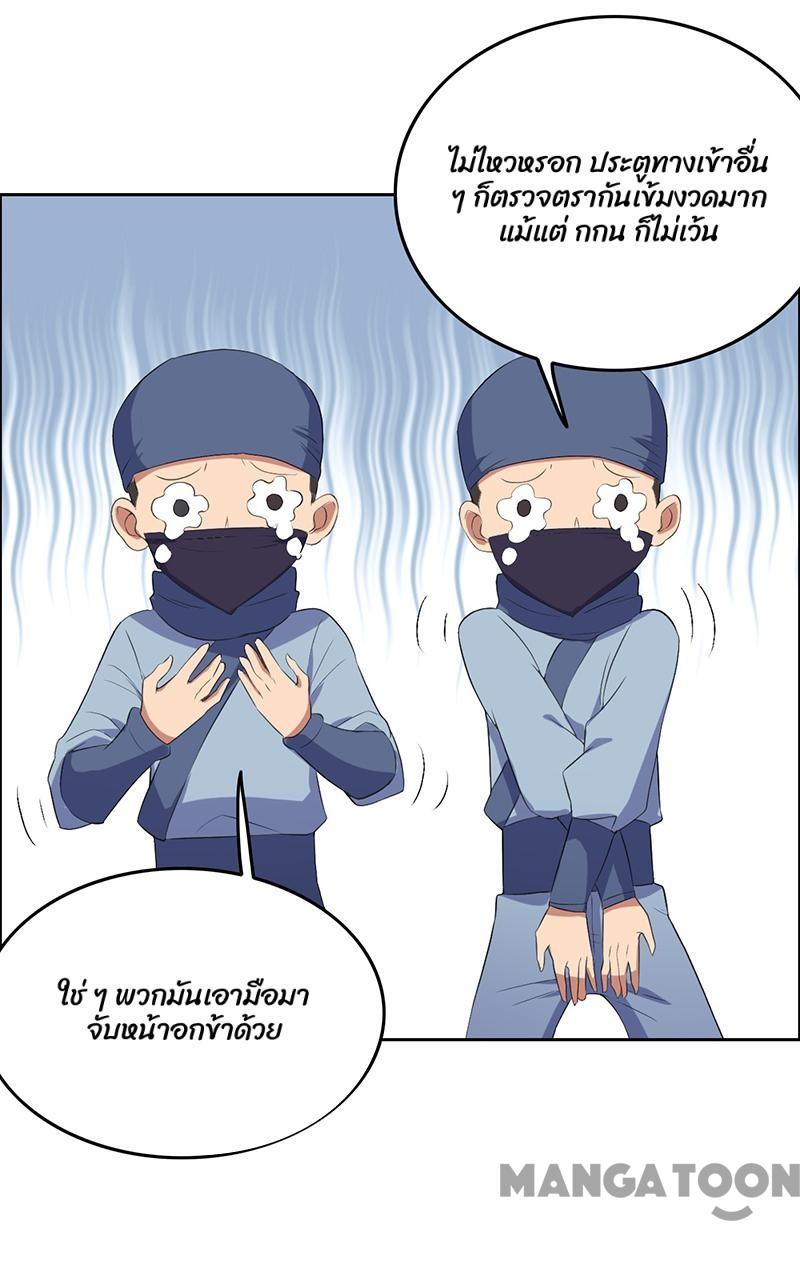 ไม่ไหวหรอก ประตูทางเข้าอื่น
ๆ ก็ตรวจตรากันเข้มงวดมาก
แม้แต่ กกน ก็ไม่เว้น
ใช่ ๆ พวกมันเอามือมา
จับหน้าอกข้าด้วย
MANGATOON